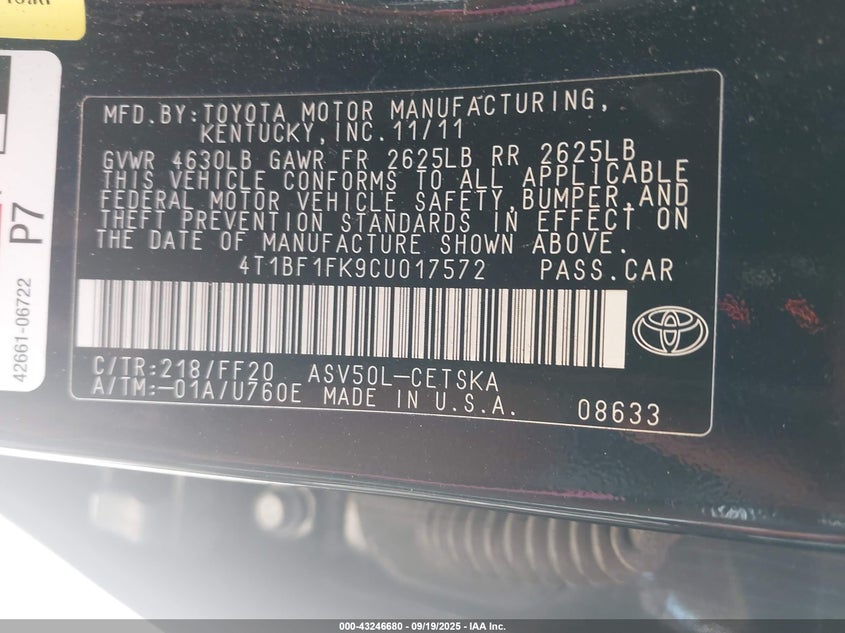 MFD.BY:TOYOTA MOTOR MANUFACTURING,
KENTUCKY,INC.11/11
GVWR 4630LB GAWR FR 2625LB RR 2625LB
THIS VEHICLE CONFORMS TO ALL APPLICABLE
FEDERAL MOTOR VEHICLE SAFETY,BUMPER,AND
THEFT PREVENTION STANDARDS IN EFFECT ON
THE DATE OF MANUFACTURE SHOWN ABOVE.
4T1BF1FK9CU017572 PASS.CAR
C/TR:218/FF20 ASV50L-CETSKA
A/TM:-01A/U760E MADE IN U.S.A. 08633
P7
42661-06722
000-43246680 - 09/19/2025 - IAA Inc.